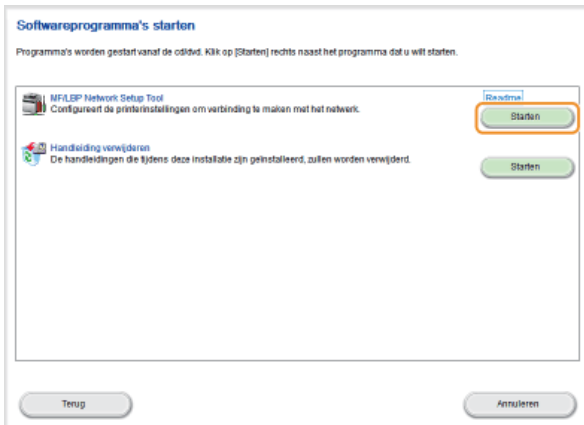 Softwareprogramma's starten
Programma's worden gestart vanaf de cd/dvd. Klik op [Starten] rechts naast het programma dat u wilt starten.
MF/LBP Network Setup Tool
Readme
Configureert de printerinstellingen om verbinding te maken met het netwerk.
Starten
Handleiding verwijderen
De handleidingen die tijdens deze installatie zijn geïnstalleerd, zullen worden verwijderd.
Starten
Terug
Annuleren